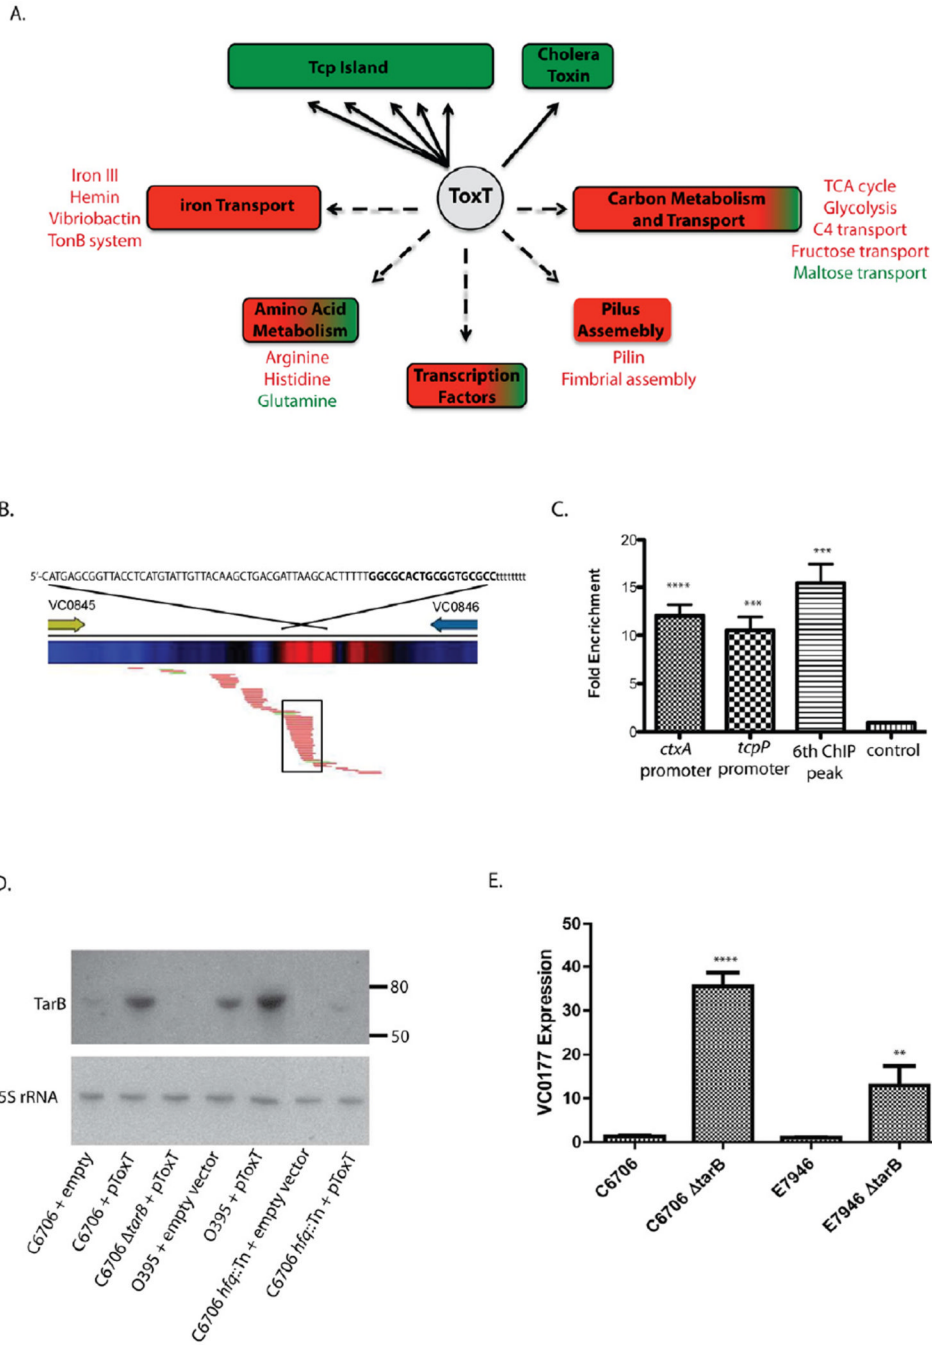 A.
Tcp Island
Cholera
Toxin
ToxT
Iron III
Hemin
Vibriobactin
TonB system
iron Transport
Carbon Metabolism
and Transport
TCA cycle
Glycolysis
C4 transport
Fructose transport
Maltose transport
Amino Acid
Metabolism
Arginine
Histidine
Glutamine
Transcription
Factors
Pilus
Assemebly
Pilin
Fimbrial assembly
B.
5'-CATGAGCGGTTACCTCATGTATTGTTACAAGCTGACGATTAAGCACTTTTTGGCGCACTGCGGTGCGCCtttttttt
VC0845
VC0846
C.
Fold Encrichment
20
15
10
5
0
****
***
***
ctxA
promoter
tcpP
promoter
6th ChIP
peak
control
D.
TarB
80
50
5S rRNA
C6706 + empty
C6706 + pToxT
C6706 ΔtarB + pToxT
O395 + empty vector
O395 + pToxT
C6706 hfq::Tn + empty vector
C6706 hfq::Tn + pToxT
E.
VC0177 Expression
50
40
30
20
10
0
****
**
C6706
C6706 ΔtarB
E7946
E7946 ΔtarB